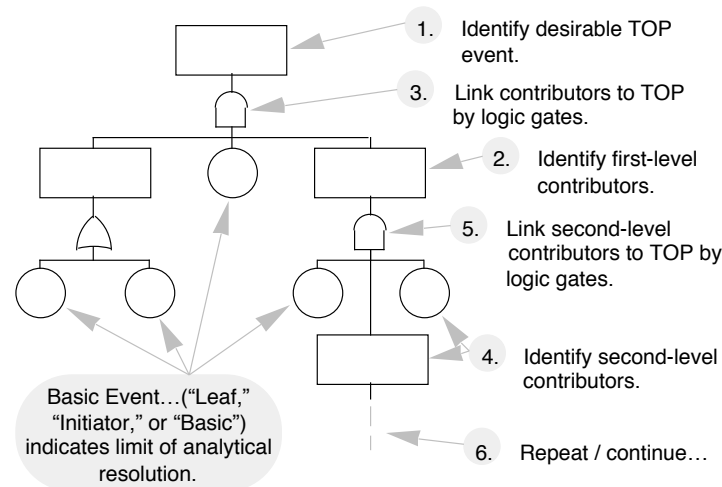 1. Identify desirable TOP
event.
3. Link contributors to TOP
by logic gates.
2. Identify first-level
contributors.
5. Link second-level
contributors to TOP by
logic gates.
4. Identify second-level
contributors.
Basic Event…(“Leaf,”
“Initiator,” or “Basic”)
indicates limit of analytical
resolution.
6. Repeat / continue…